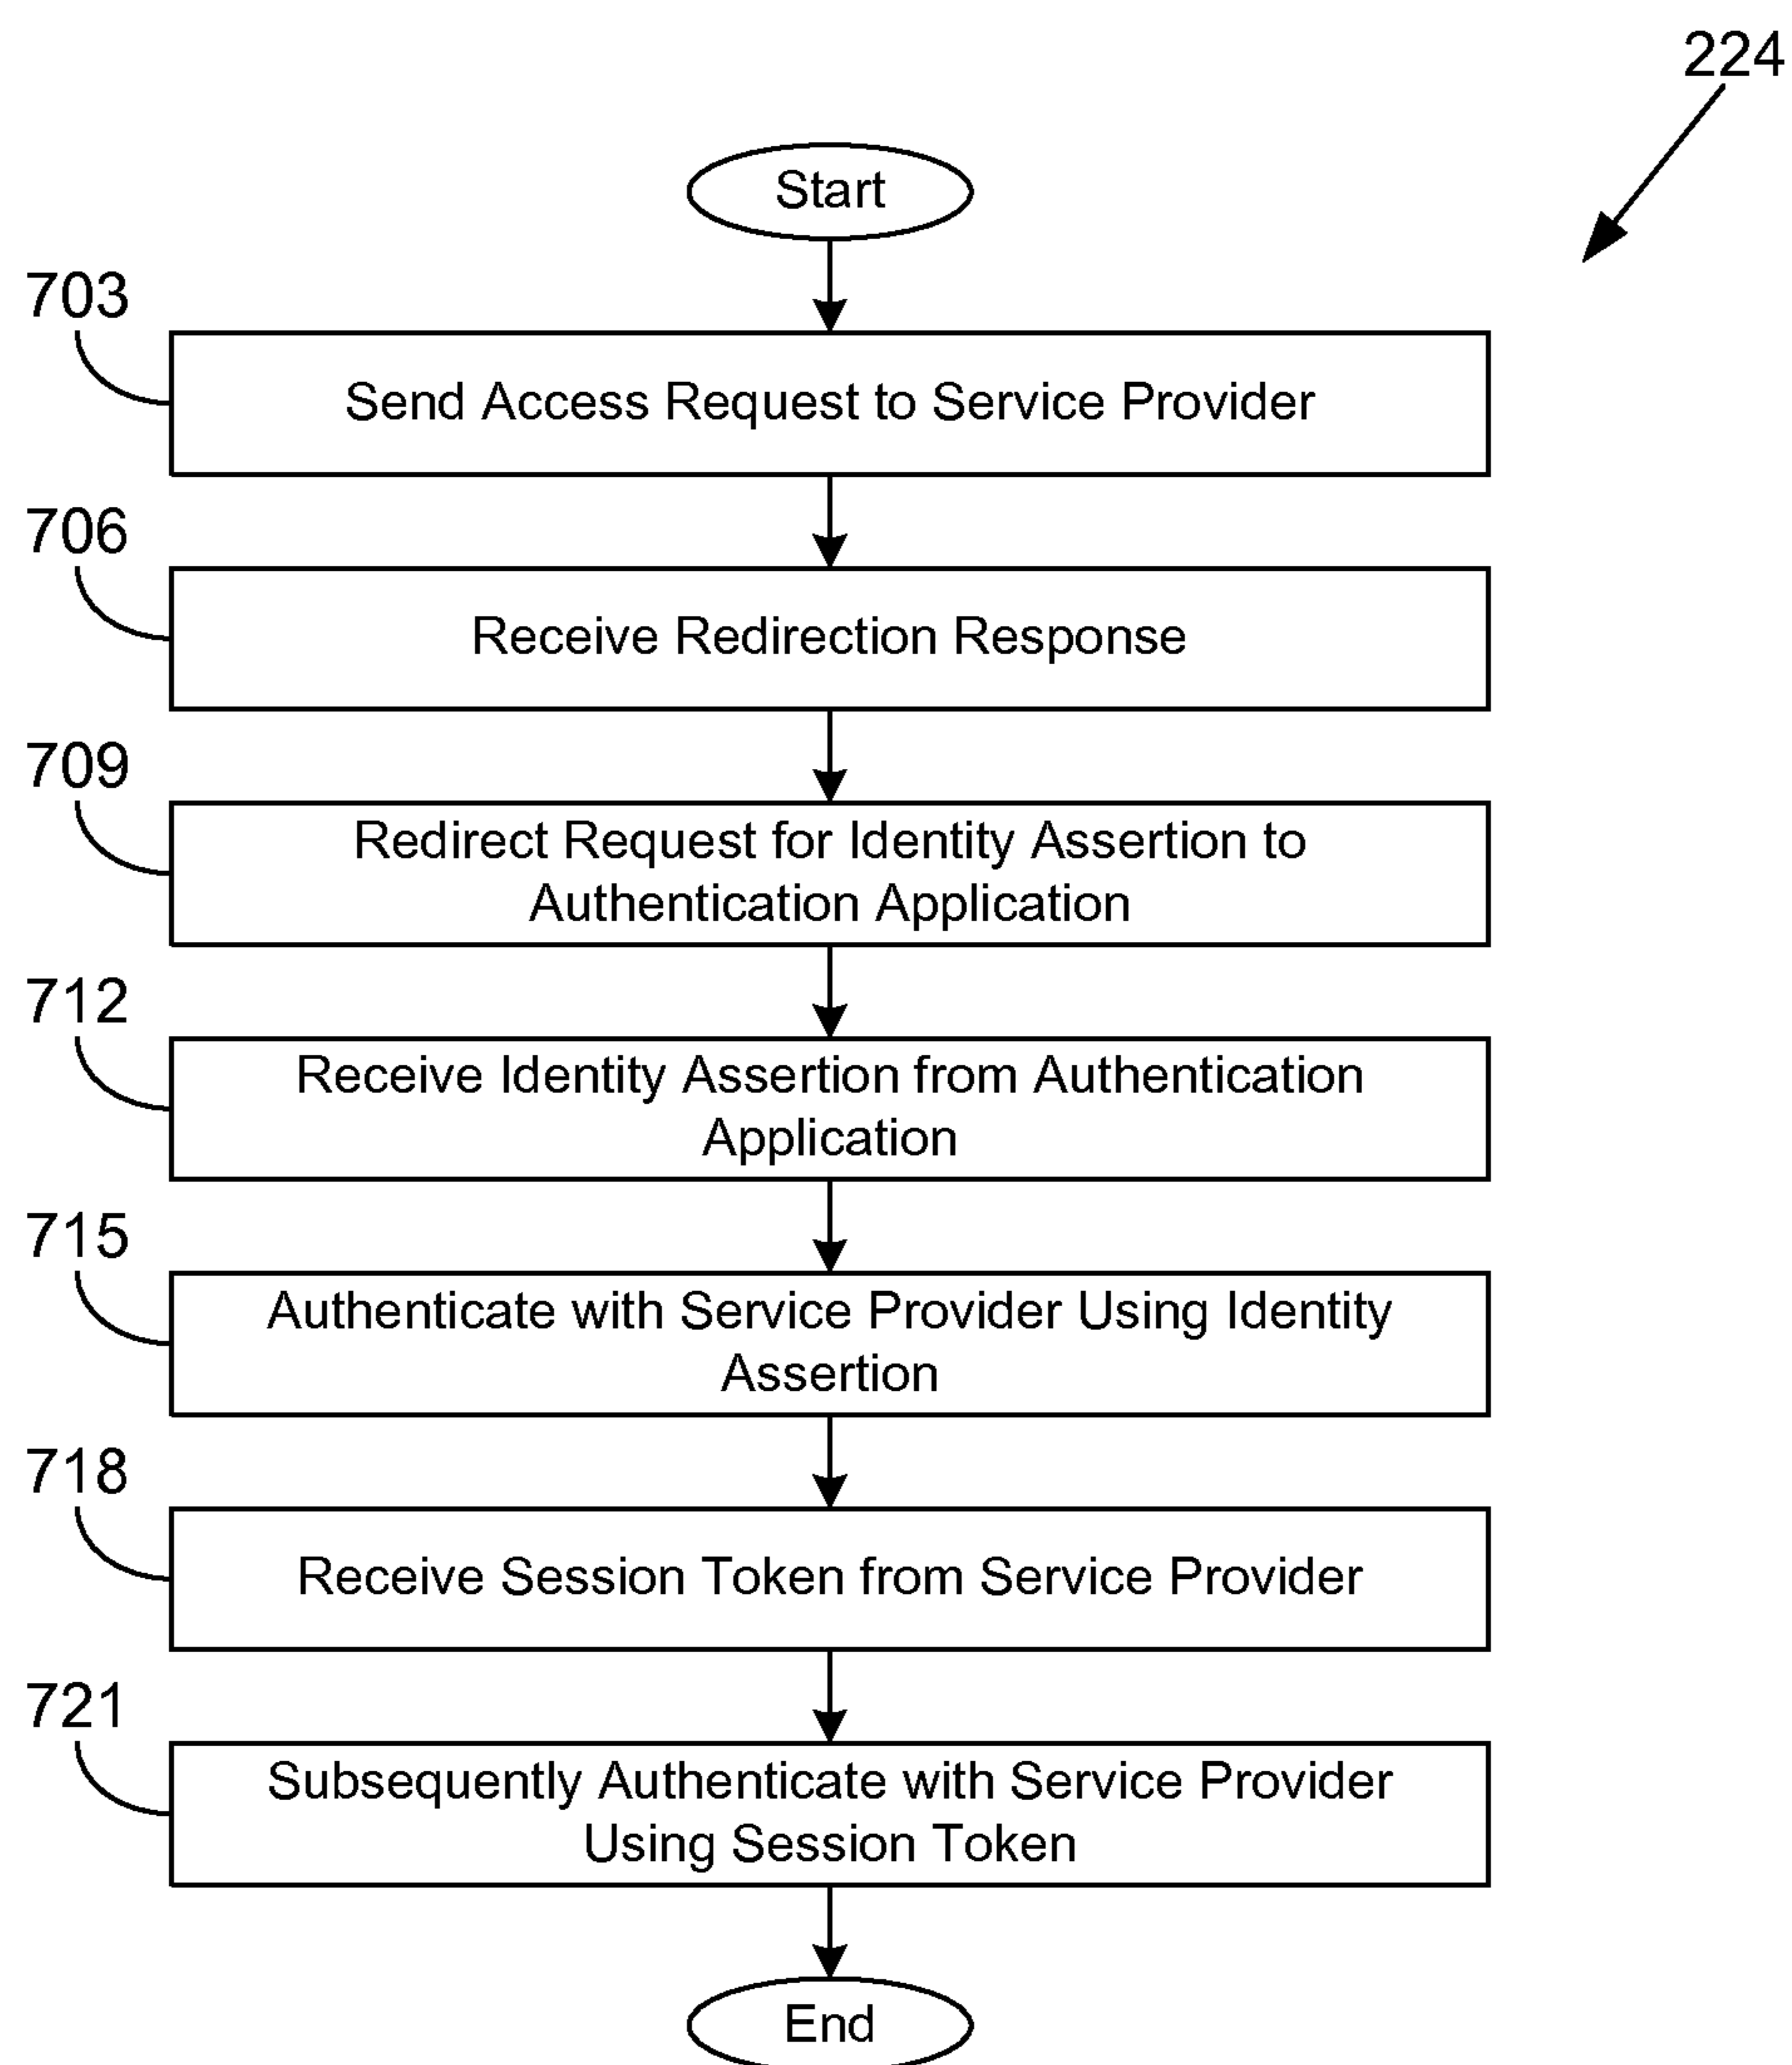 224
Start
703
Send Access Request to Service Provider
706
Receive Redirection Response
709
Redirect Request for Identity Assertion to
Authentication Application
712
Receive Identity Assertion from Authentication
Application
715
Authenticate with Service Provider Using Identity
Assertion
718
Receive Session Token from Service Provider
721
Subsequently Authenticate with Service Provider
Using Session Token
End